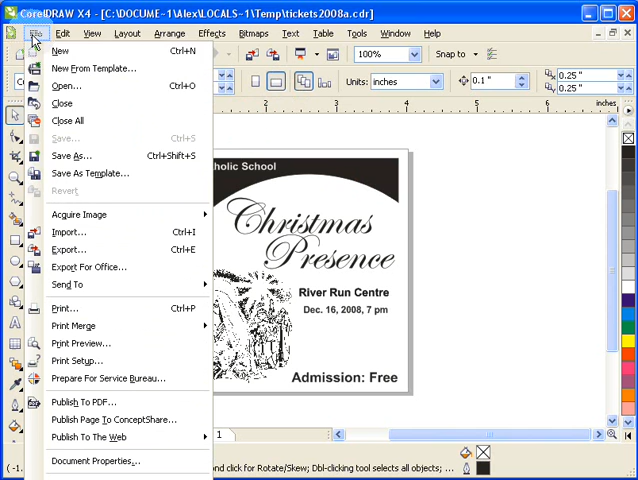 CorelDRAW X4 - [C:\DOCUME~1\Alex\LOCALS~1\Temp\tickets2008a.cdr]
File Edit View Layout Arrange Effects Bitmaps Text Table Tools Window Help
100% Snap to
Units: inches 0.1 " 0.25 "
0.25 "
2 3 4 5 6 inches
New Ctrl+N
New From Template...
Open... Ctrl+O
Close
Close All
Save... Ctrl+S
Save As... Ctrl+Shift+S
Save As Template...
Revert
Acquire Image
Import... Ctrl+I
Export... Ctrl+E
Export For Office...
Send To
Print... Ctrl+P
Print Merge
Print Preview...
Print Setup...
Prepare For Service Bureau...
Publish To PDF...
Publish Page To ConceptShare...
Publish To The Web
Document Properties...
holic School
Christmas
Presence
River Run Centre
Dec. 16, 2008, 7 pm
Admission: Free
1
nd click for Rotate/Skew; Dbl-clicking tool selects all objects;